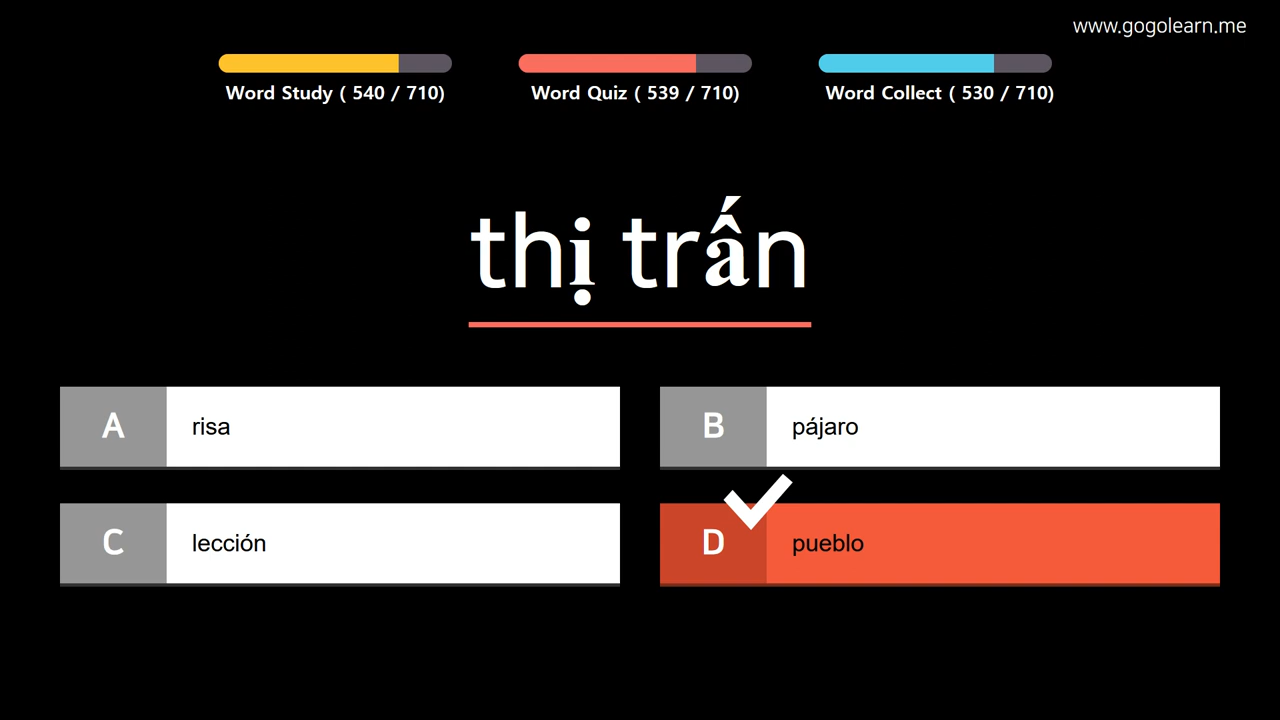 www.gogolearn.me
Word Study ( 540 / 710)
Word Quiz ( 539 / 710)
Word Collect ( 530 / 710)
thị trấn
A risa
B pájaro
C lección
D pueblo